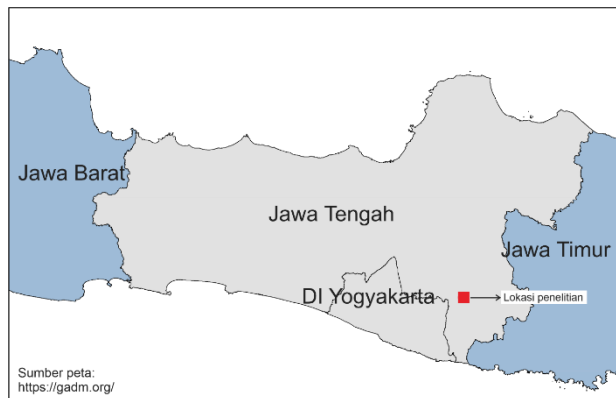 Jawa Barat
Jawa Tengah
Jawa Timur
DI Yogyakarta
Lokasi penelitian
Sumber peta:
https://gadm.org/